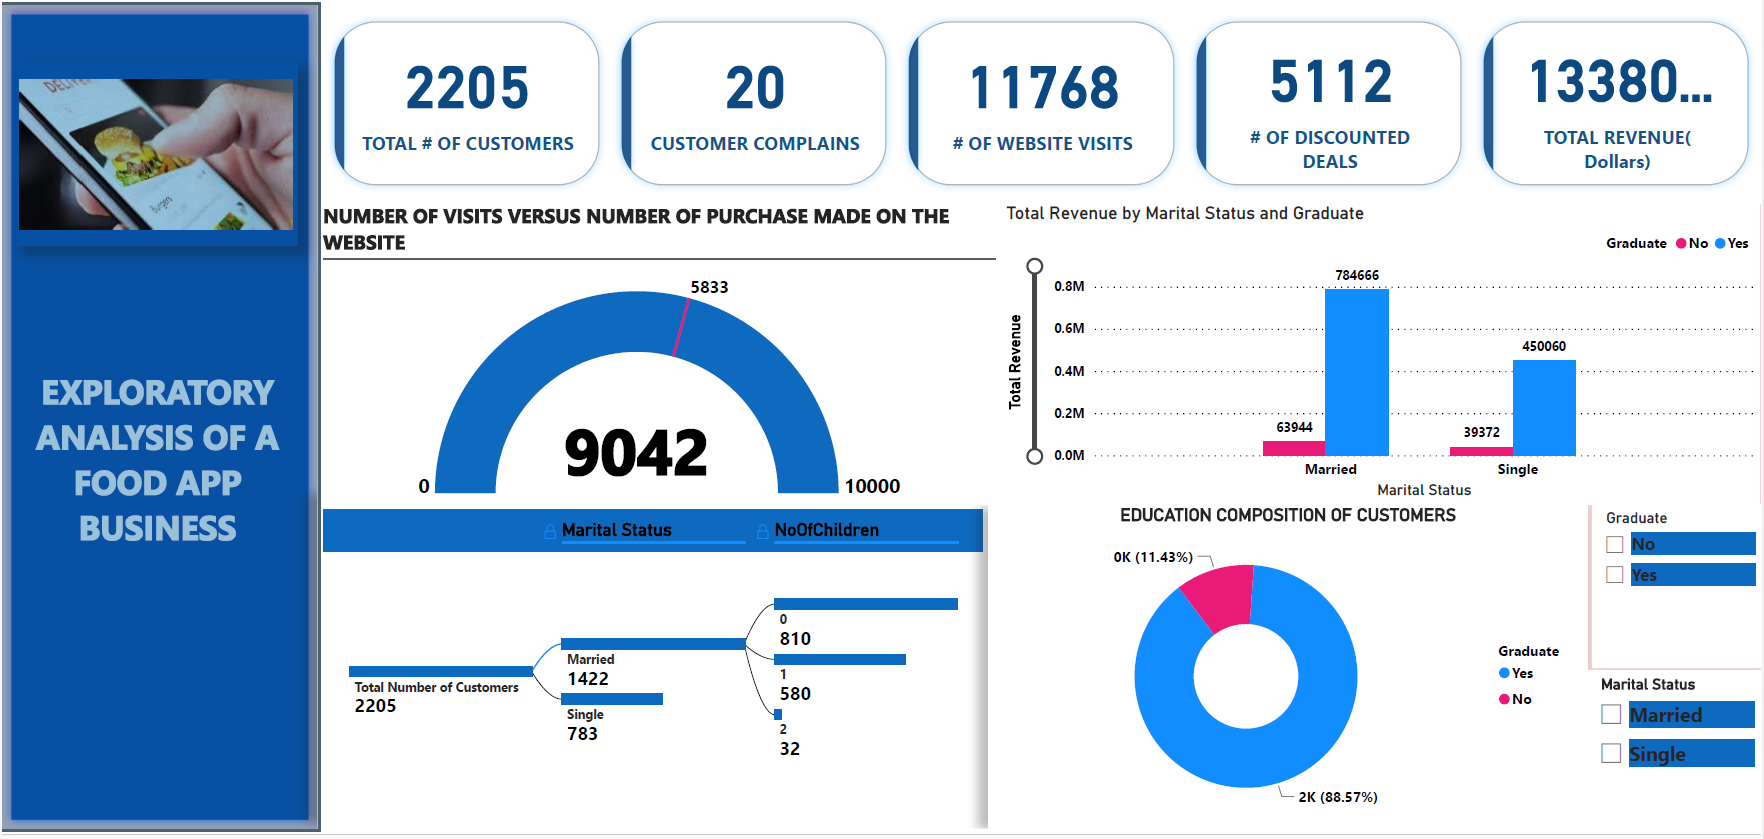 DELIVER
Burgers
EXPLORATORY
ANALYSIS OF A
FOOD APP
BUSINESS
2205
TOTAL # OF CUSTOMERS
20
CUSTOMER COMPLAINS
11768
# OF WEBSITE VISITS
5112
# OF DISCOUNTED
DEALS
13380...
TOTAL REVENUE(
Dollars)
NUMBER OF VISITS VERSUS NUMBER OF PURCHASE MADE ON THE
WEBSITE
5833
9042
0
10000
Total Revenue by Marital Status and Graduate
Graduate No Yes
Total Revenue
0.8M
0.6M
0.4M
0.2M
0.0M
63944
784666
39372
450060
Married
Single
Marital Status
Marital Status
NoOfChildren
Total Number of Customers
2205
Married
1422
Single
783
0
810
1
580
2
32
EDUCATION COMPOSITION OF CUSTOMERS
0K (11.43%)
2K (88.57%)
Graduate
Yes
No
Graduate
No
Yes
Marital Status
Married
Single